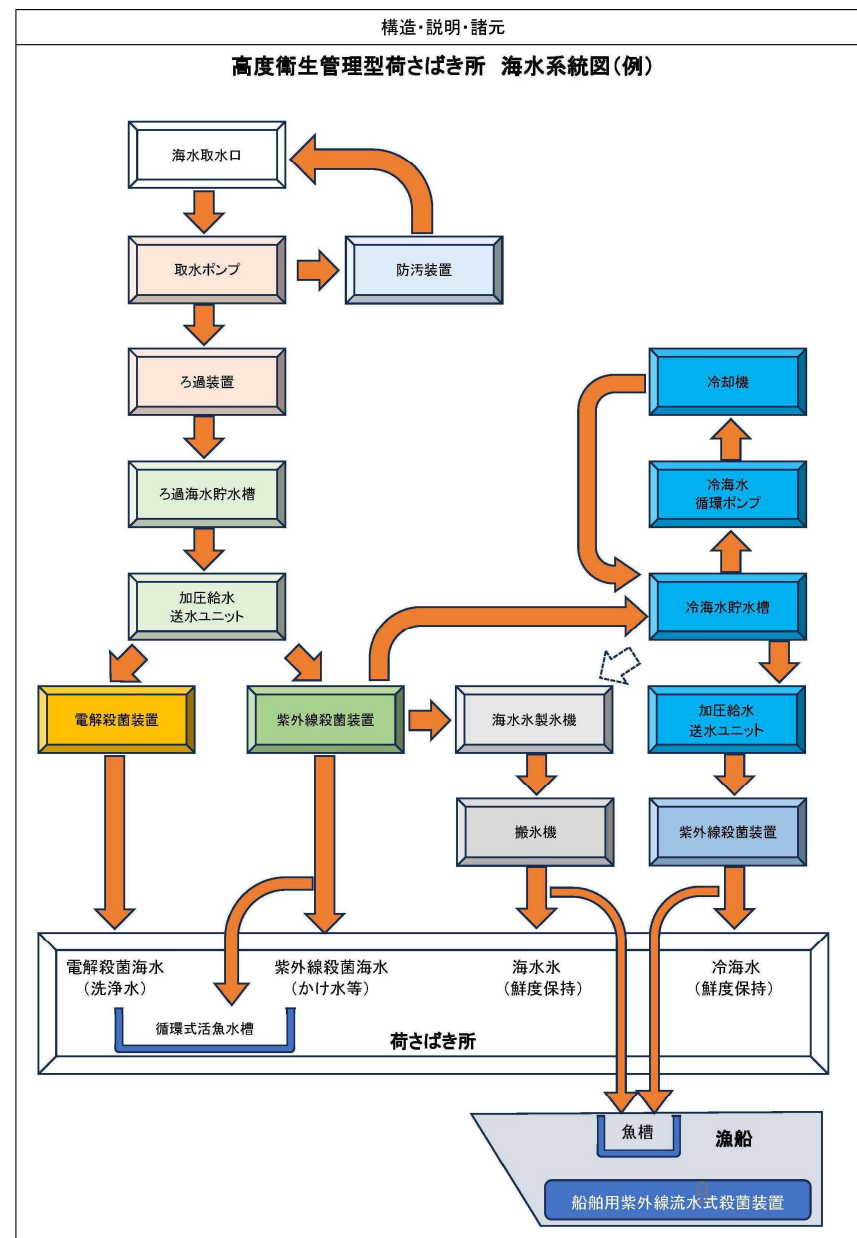 構造・説明・諸元
高度衛生管理型荷さばき所 海水系統図(例)
海水取水口
取水ポンプ
防汚装置
ろ過装置
冷却機
ろ過海水貯水槽
冷海水
循環ポンプ
加圧給水
送水ユニット
冷海水貯水槽
電解殺菌装置
紫外線殺菌装置
海水氷製氷機
加圧給水
送水ユニット
搬氷機
紫外線殺菌装置
電解殺菌海水
(洗浄水)
紫外線殺菌海水
(かけ水等)
海水氷
(鮮度保持)
冷海水
(鮮度保持)
循環式活魚水槽
荷さばき所
魚槽
漁船
船舶用紫外線流水式殺菌装置
9